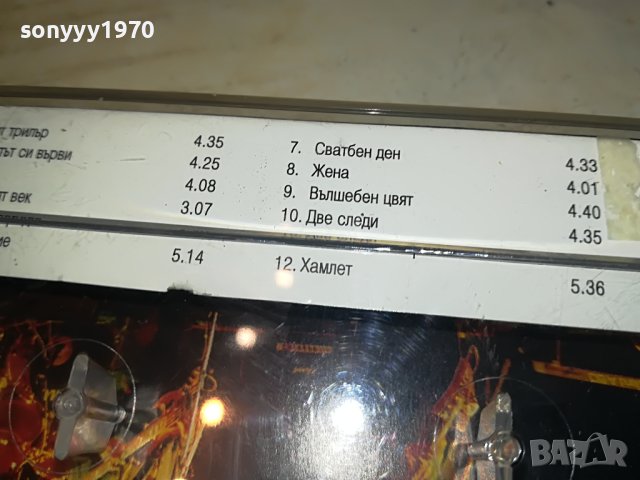 sonyyy1970
трилър 4.35
си върви 4.25
4.08
век 3.07
5.14
7. Сватбен ден 4.33
8. Жена 4.01
9. Вълшебен цвят 4.40
10. Две следи 4.35
12. Хамлет 5.36
BAZAR